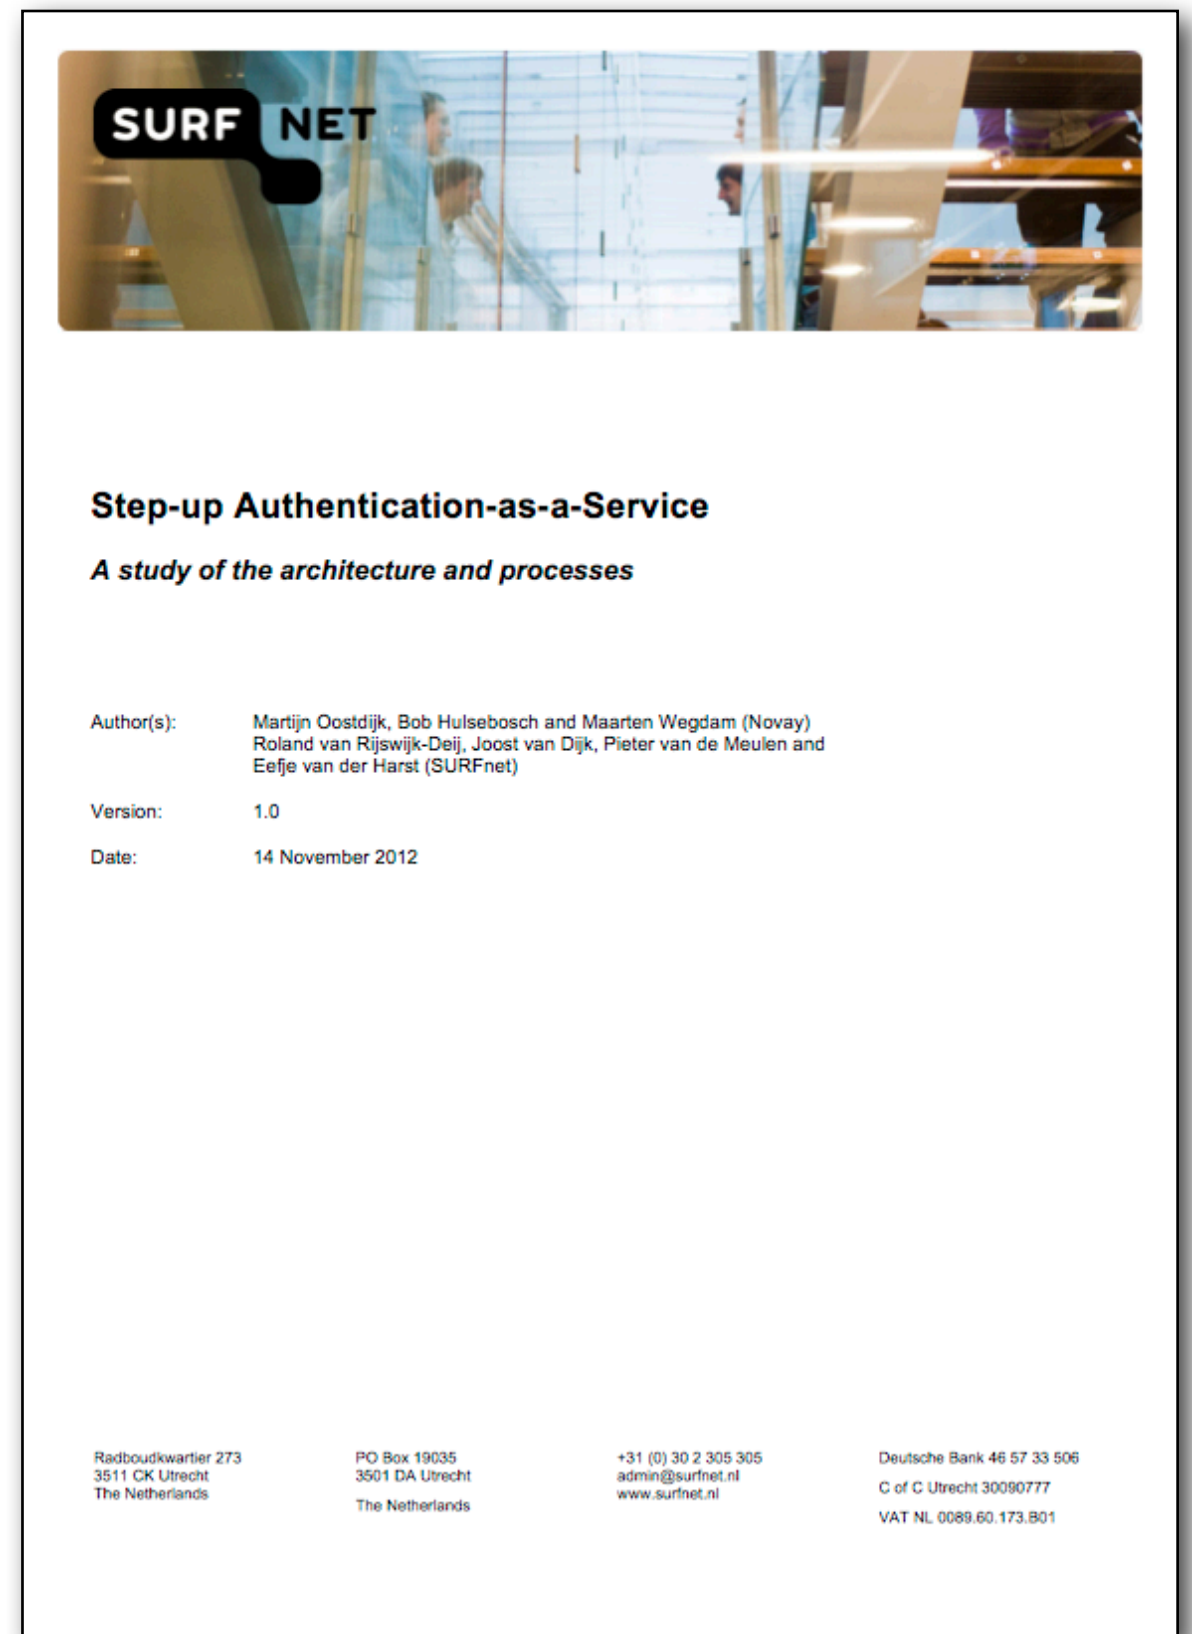 SURF NET
Step-up Authentication-as-a-Service
A study of the architecture and processes
Author(s): Martijn Oostdijk, Bob Hulsebosch and Maarten Wegdam (Novay)
Roland van Rijswijk-Deij, Joost van Dijk, Pieter van de Meulen and
Eefje van der Harst (SURFnet)
Version: 1.0
Date: 14 November 2012
Radboudkwartier 273
3511 CK Utrecht
The Netherlands
PO Box 19035
3501 DA Utrecht
The Netherlands
+31 (0) 30 2 305 305
admin@surfnet.nl
www.surfnet.nl
Deutsche Bank 46 57 33 506
C of C Utrecht 30090777
VAT NL 0089.60.173.B01